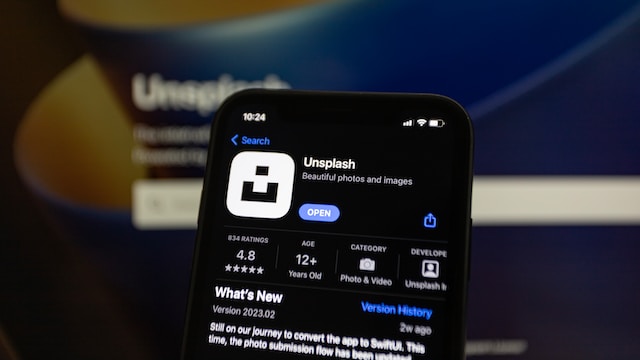 Unsplash
10:24
Search
Unsplash
Beautiful photos and images
OPEN
834 RATINGS
4.8
AGE
12+
Years Old
CATEGORY
Photo & Video
DEVELOPE
Unsplash
What's New
Version History
Version 2023.02
2w ago
Still on our journey to convert the app to SwiftUI. This
time, the photo submission flow has been updated